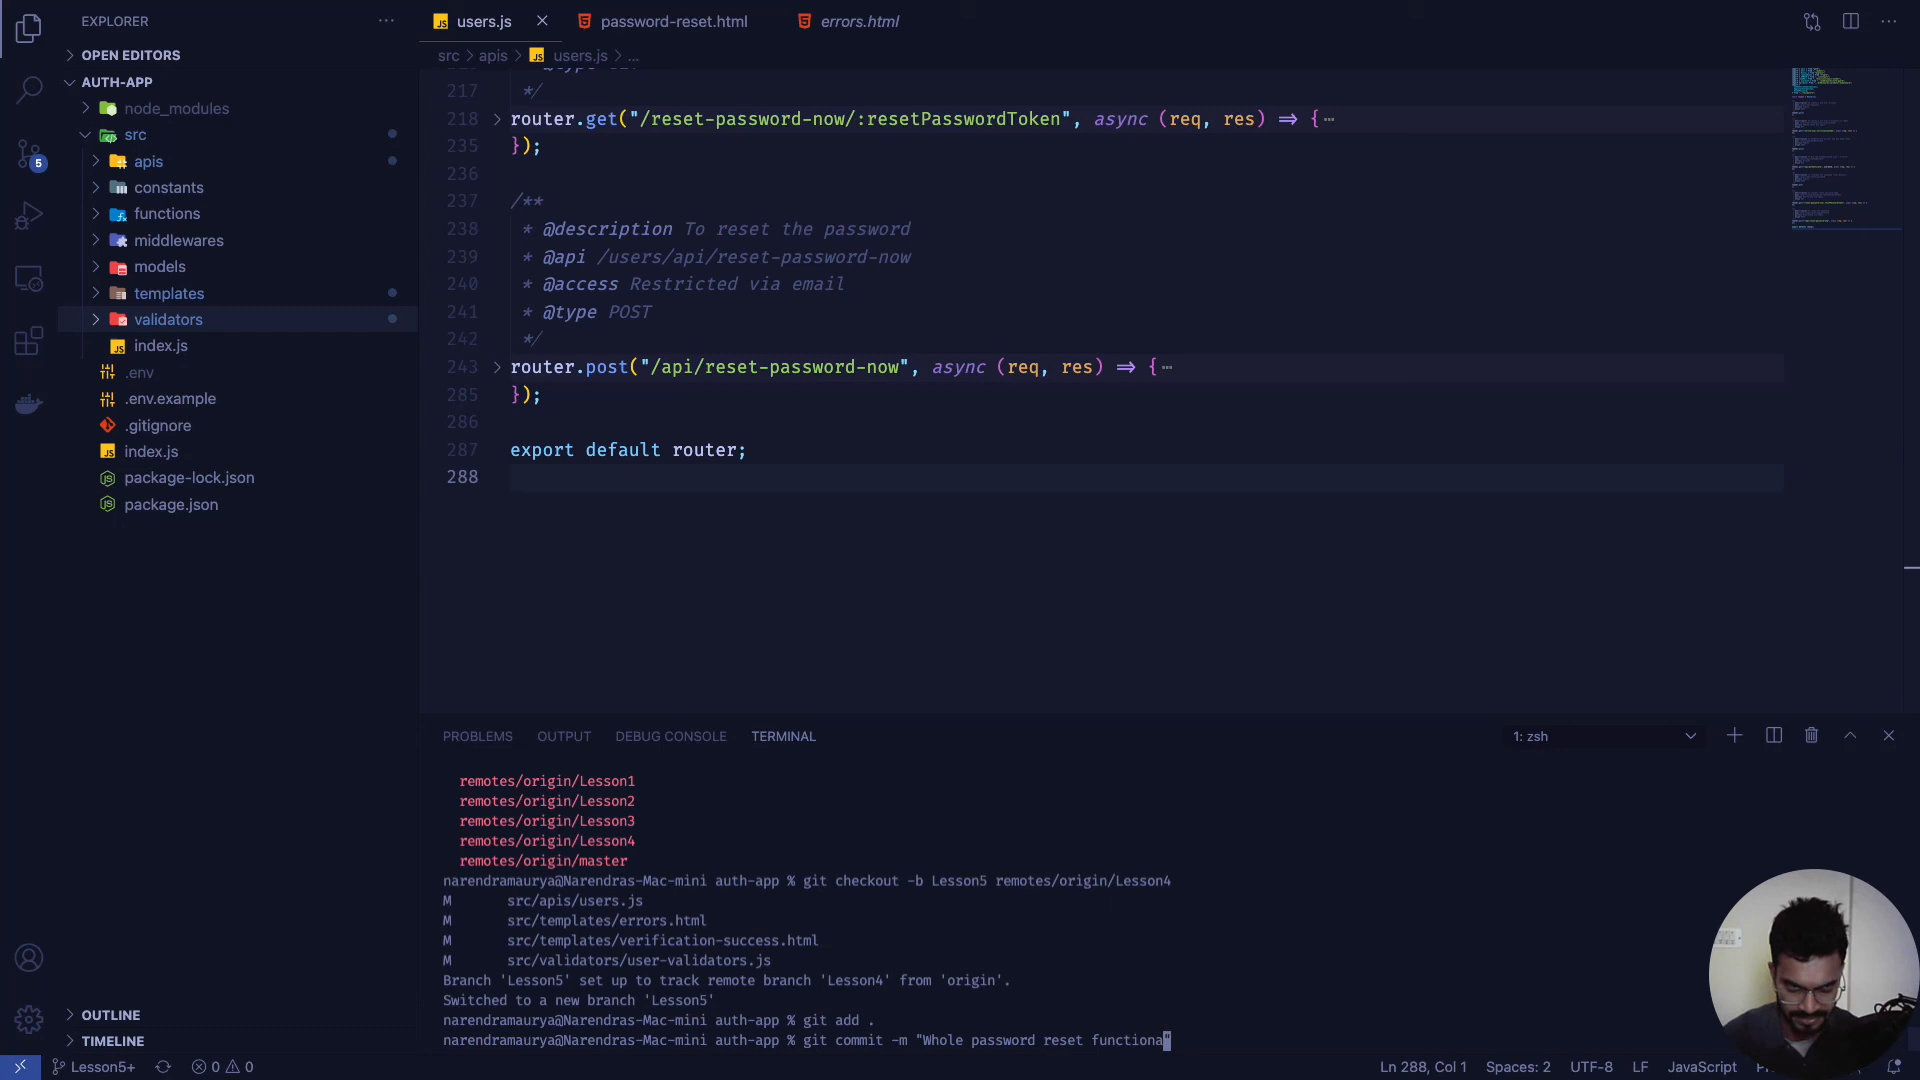 EXPLORER
OPEN EDITORS
AUTH-APP
node_modules
src
apis
constants
functions
middlewares
models
templates
validators
index.js
.env
.env.example
.gitignore
index.js
package-lock.json
package.json
OUTLINE
TIMELINE
5
users.js
password-reset.html
errors.html
src > apis > users.js > ...
217 */
218 router.get("/reset-password-now/:resetPasswordToken", async (req, res) => {
235 });
236
237 /**
238 * @description To reset the password
239 * @api /users/api/reset-password-now
240 * @access Restricted via email
241 * @type POST
242 */
243 router.post("/api/reset-password-now", async (req, res) => {
285 });
286
287 export default router;
288
PROBLEMS OUTPUT DEBUG CONSOLE TERMINAL
1: zsh
remotes/origin/Lesson1
remotes/origin/Lesson2
remotes/origin/Lesson3
remotes/origin/Lesson4
remotes/origin/master
narendramaurya@Narendras-Mac-mini auth-app % git checkout -b Lesson5 remotes/origin/Lesson4
M src/apis/users.js
M src/templates/errors.html
M src/templates/verification-success.html
M src/validators/user-validators.js
Branch 'Lesson5' set up to track remote branch 'Lesson4' from 'origin'.
Switched to a new branch 'Lesson5'
narendramaurya@Narendras-Mac-mini auth-app % git add .
narendramaurya@Narendras-Mac-mini auth-app % git commit -m "Whole password reset functiona"
Lesson5+ 0 0
Ln 288, Col 1 Spaces: 2 UTF-8 LF JavaScript